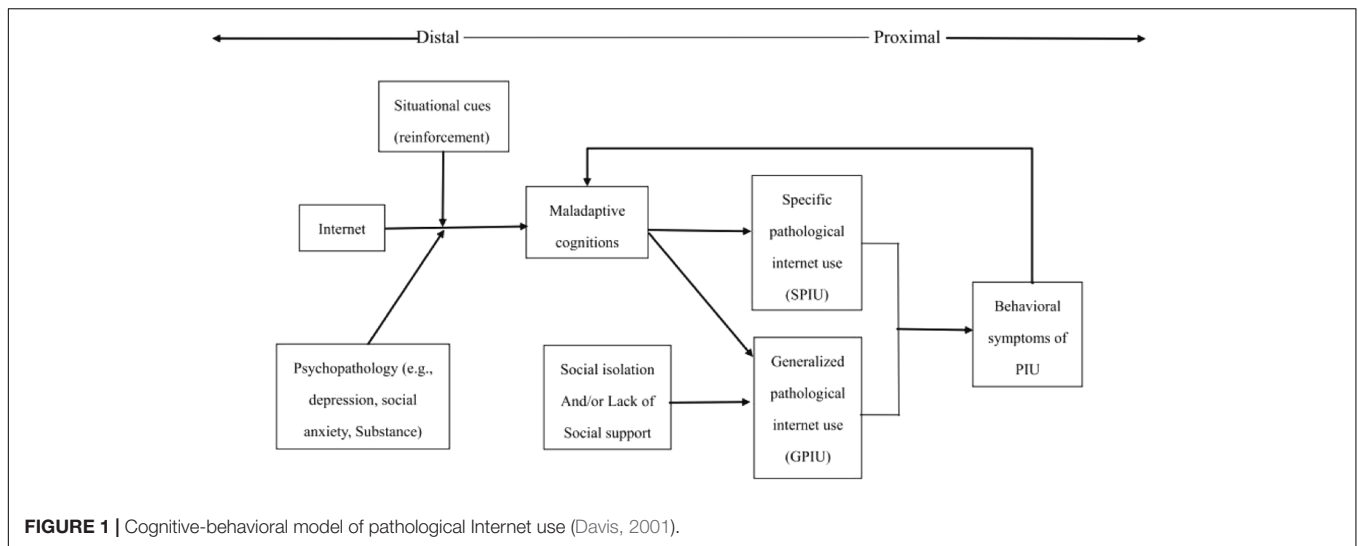 Distal
Proximal
Situational cues
(reinforcement)
Internet
Maladaptive
cognitions
Specific
pathological
internet use
(SPIU)
Behavioral
symptoms of
PIU
Psychopathology (e.g.,
depression, social
anxiety, Substance)
Social isolation
And/or Lack of
Social support
Generalized
pathological
internet use
(GPIU)
FIGURE 1 | Cognitive-behavioral model of pathological Internet use (Davis, 2001).